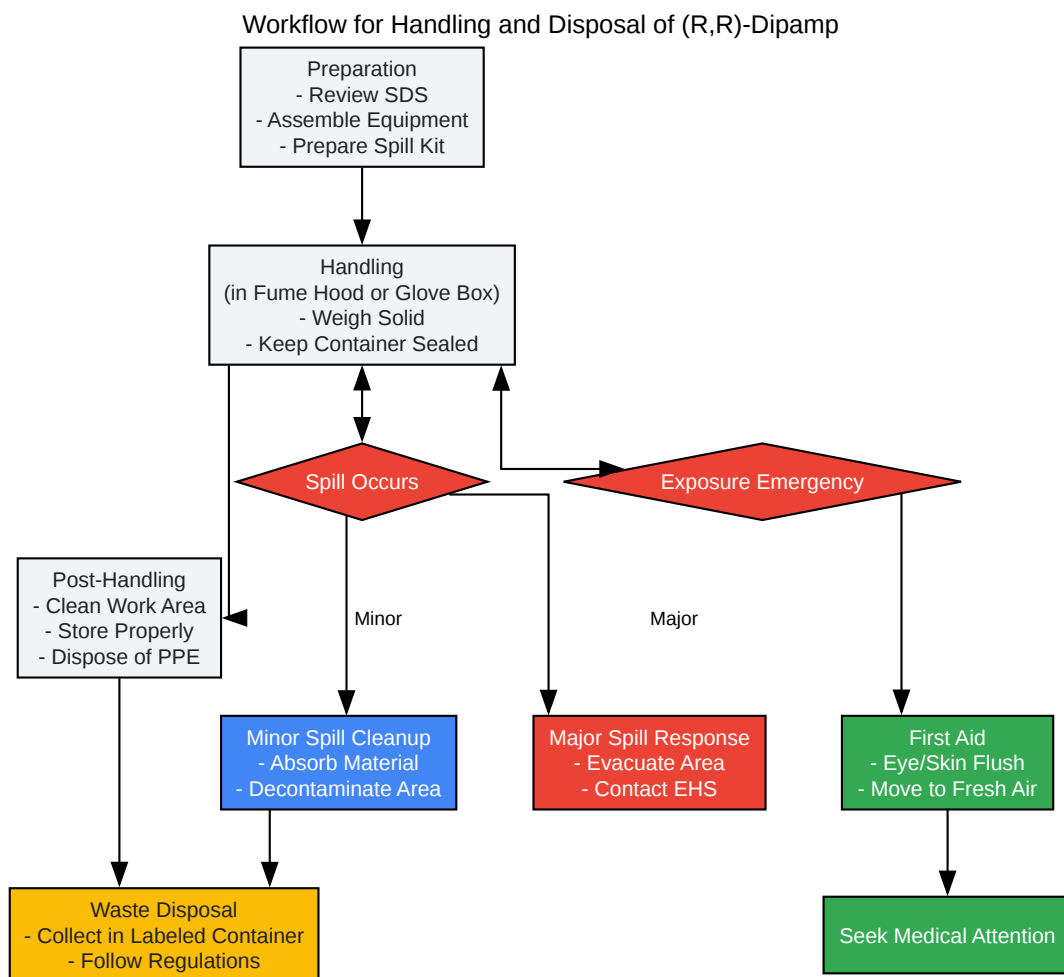 Workflow for Handling and Disposal of (R,R)-Dipamp
Preparation
- Review SDS
- Assemble Equipment
- Prepare Spill Kit
Handling
(in Fume Hood or Glove Box)
- Weigh Solid
- Keep Container Sealed
Spill Occurs
Exposure Emergency
Post-Handling
- Clean Work Area
- Store Properly
- Dispose of PPE
Minor
Major
Minor Spill Cleanup
- Absorb Material
- Decontaminate Area
Major Spill Response
- Evacuate Area
- Contact EHS
First Aid
- Eye/Skin Flush
- Move to Fresh Air
Waste Disposal
- Collect in Labeled Container
- Follow Regulations
Seek Medical Attention